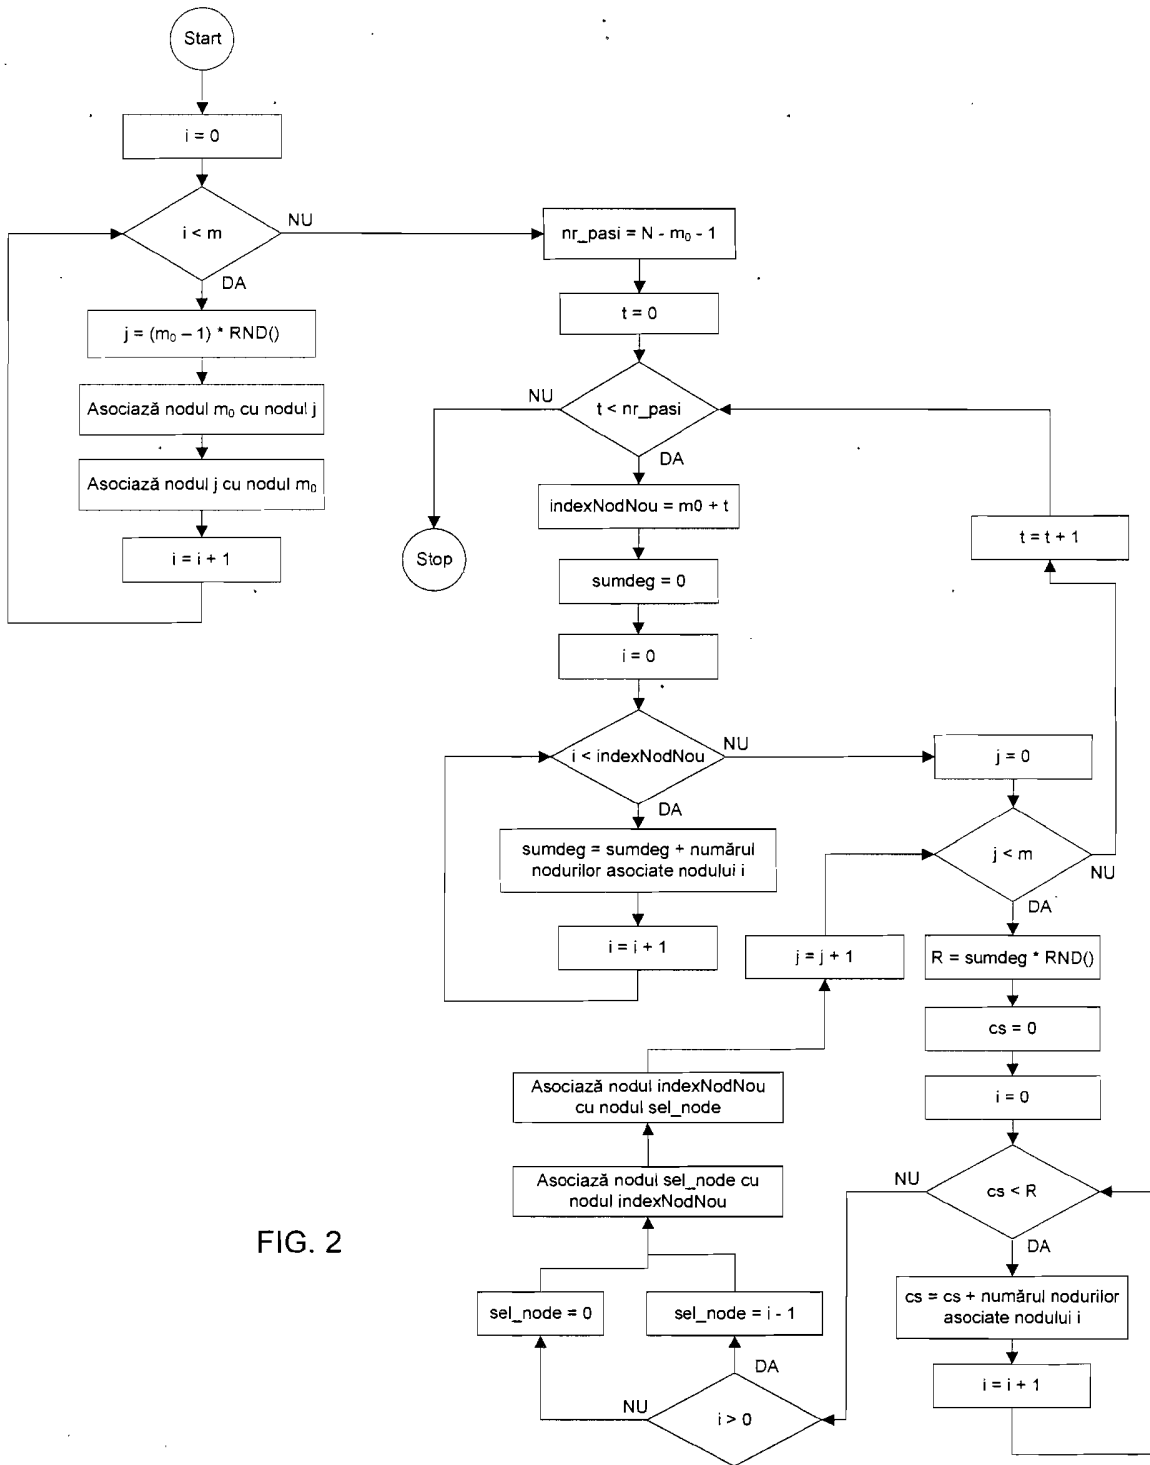 Start
i = 0
i < m
NU
DA
j = (m₀ – 1) * RND()
Asociază nodul m₀ cu nodul j
Asociază nodul j cu nodul m₀
i = i + 1
nr_pasi = N - m₀ - 1
t = 0
t < nr_pasi
NU
DA
Stop
indexNodNou = m0 + t
sumdeg = 0
i = 0
t = t + 1
i < indexNodNou
NU
DA
sumdeg = sumdeg + numărul
nodurilor asociate nodului i
i = i + 1
j = 0
j < m
NU
DA
j = j + 1
R = sumdeg * RND()
cs = 0
i = 0
cs < R
NU
DA
cs = cs + numărul nodurilor
asociate nodului i
i = i + 1
Asociază nodul indexNodNou
cu nodul sel_node
Asociază nodul sel_node cu
nodul indexNodNou
sel_node = 0
sel_node = i - 1
DA
NU
i > 0
FIG. 2